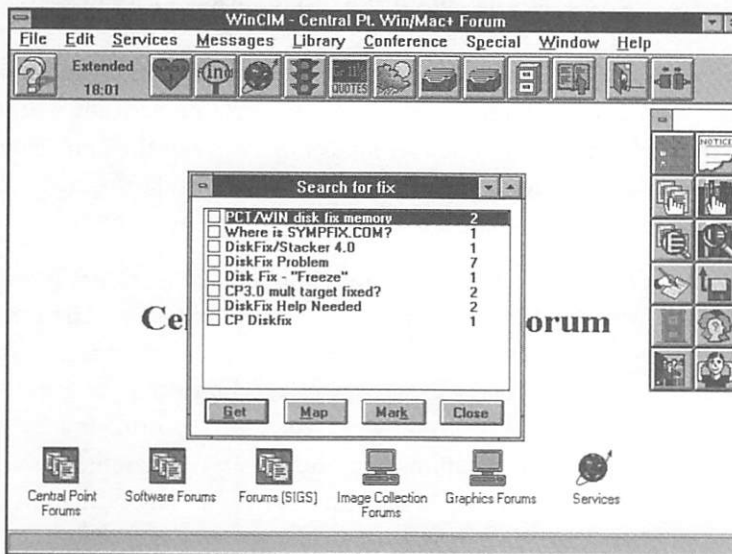 WinCIM - Central Pt. Win/Mac+ Forum
File Edit Services Messages Library Conference Special Window Help
Extended
18:01
QUOTES
NOTICE
Search for fix
PCT/WIN disk fix memory 2
Where is SYMPFIX.COM? 1
DiskFix/Stacker 4.0 1
DiskFix Problem 7
Disk Fix - "Freeze" 1
CP3.0 mult target fixed? 2
DiskFix Help Needed 2
CP Diskfix 1
Ce orum
Get Map Mark Close
Central Point Forums
Software Forums
Forums (SIGS)
Image Collection Forums
Graphics Forums
Services